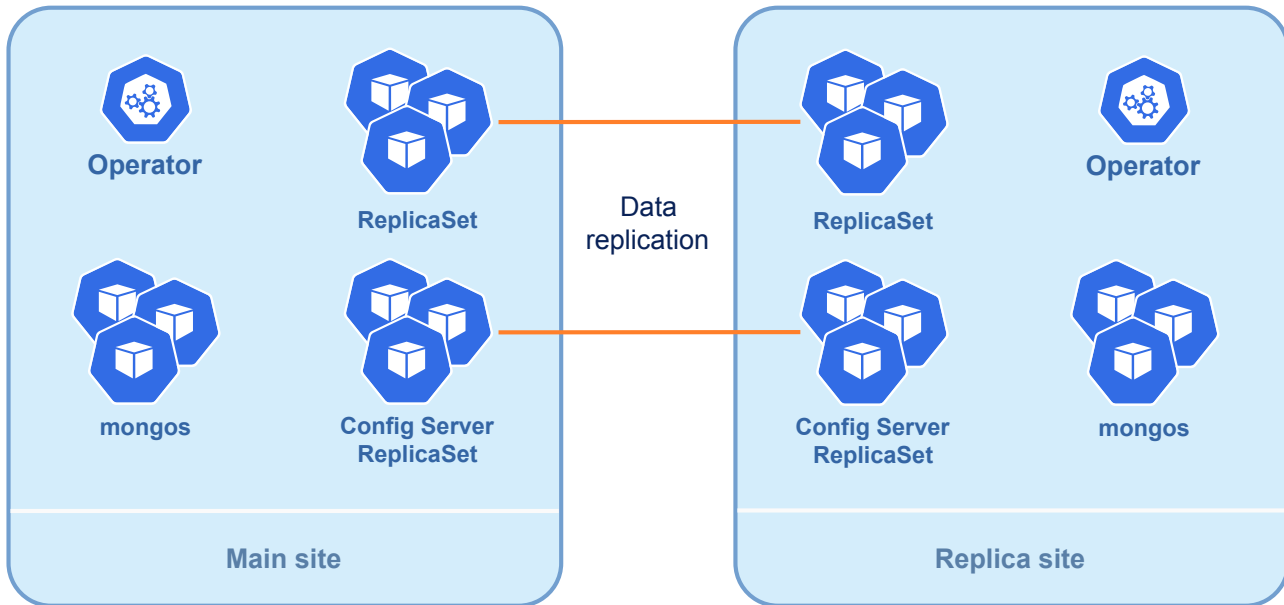 Operator
ReplicaSet
mongos
Config Server
ReplicaSet
Main site
Data
replication
ReplicaSet
Operator
Config Server
ReplicaSet
mongos
Replica site